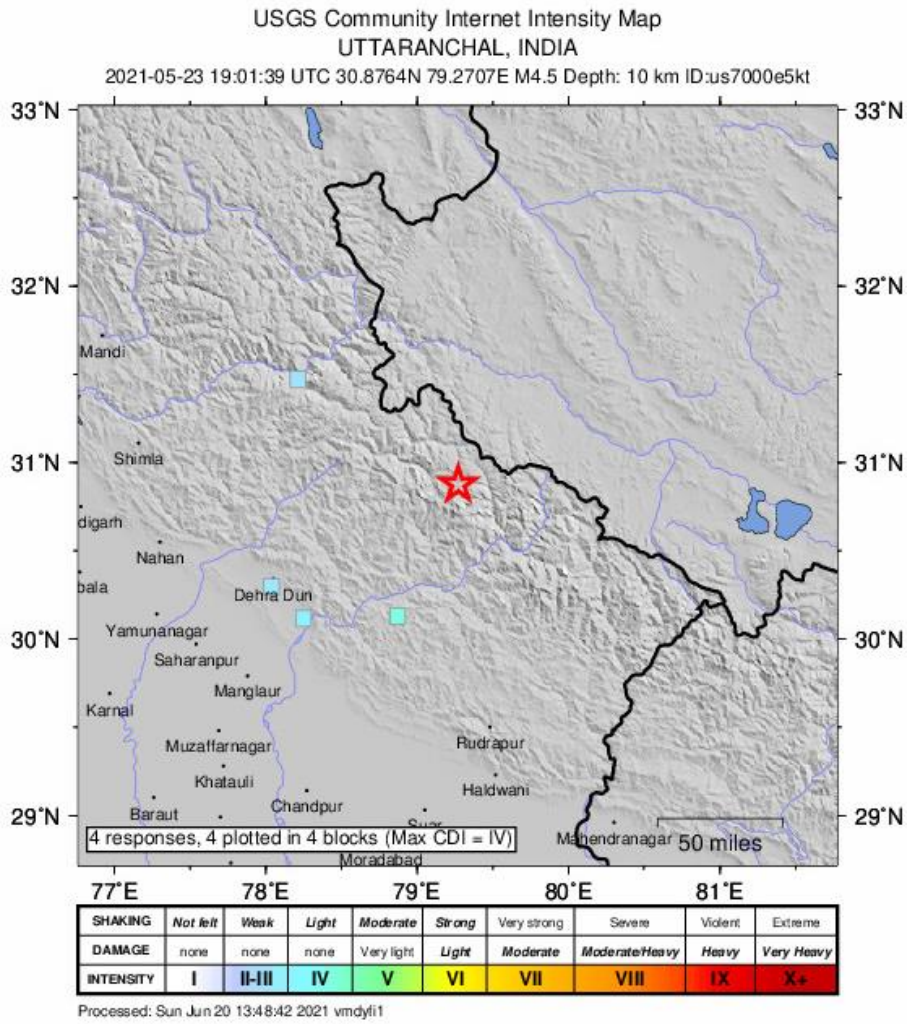 USGS Community Internet Intensity Map
UTTARANCHAL, INDIA
2021-05-23 19:01:39 UTC 30.8764N 79.2707E M4.5 Depth: 10 km ID:us7000e5kt
33˚N 33˚N
32˚N 32˚N
Mandi
31˚N 31˚N
Shimla
digarh
Nahan
bala
Dehra Dun
Yamunanagar
30˚N 30˚N
Saharanpur
Manglaur
Karnal
Muzaffarnagar
Rudrapur
Khatauli
Haldwani
Chandpur
Baraut
29˚N 29˚N
Suar
Mahendranagar
50 miles
4 responses, 4 plotted in 4 blocks (Max CDI = IV)
Moradabad
77˚E 78˚E 79˚E 80˚E 81˚E
SHAKING Not felt Weak Light Moderate Strong Very strong Severe Violent Extreme
DAMAGE none none none Very light Light Moderate Moderate/Heavy Heavy Very Heavy
INTENSITY I II-III IV V VI VII VIII IX X+
Processed: Sun Jun 20 13:48:42 2021 vmdyfi1